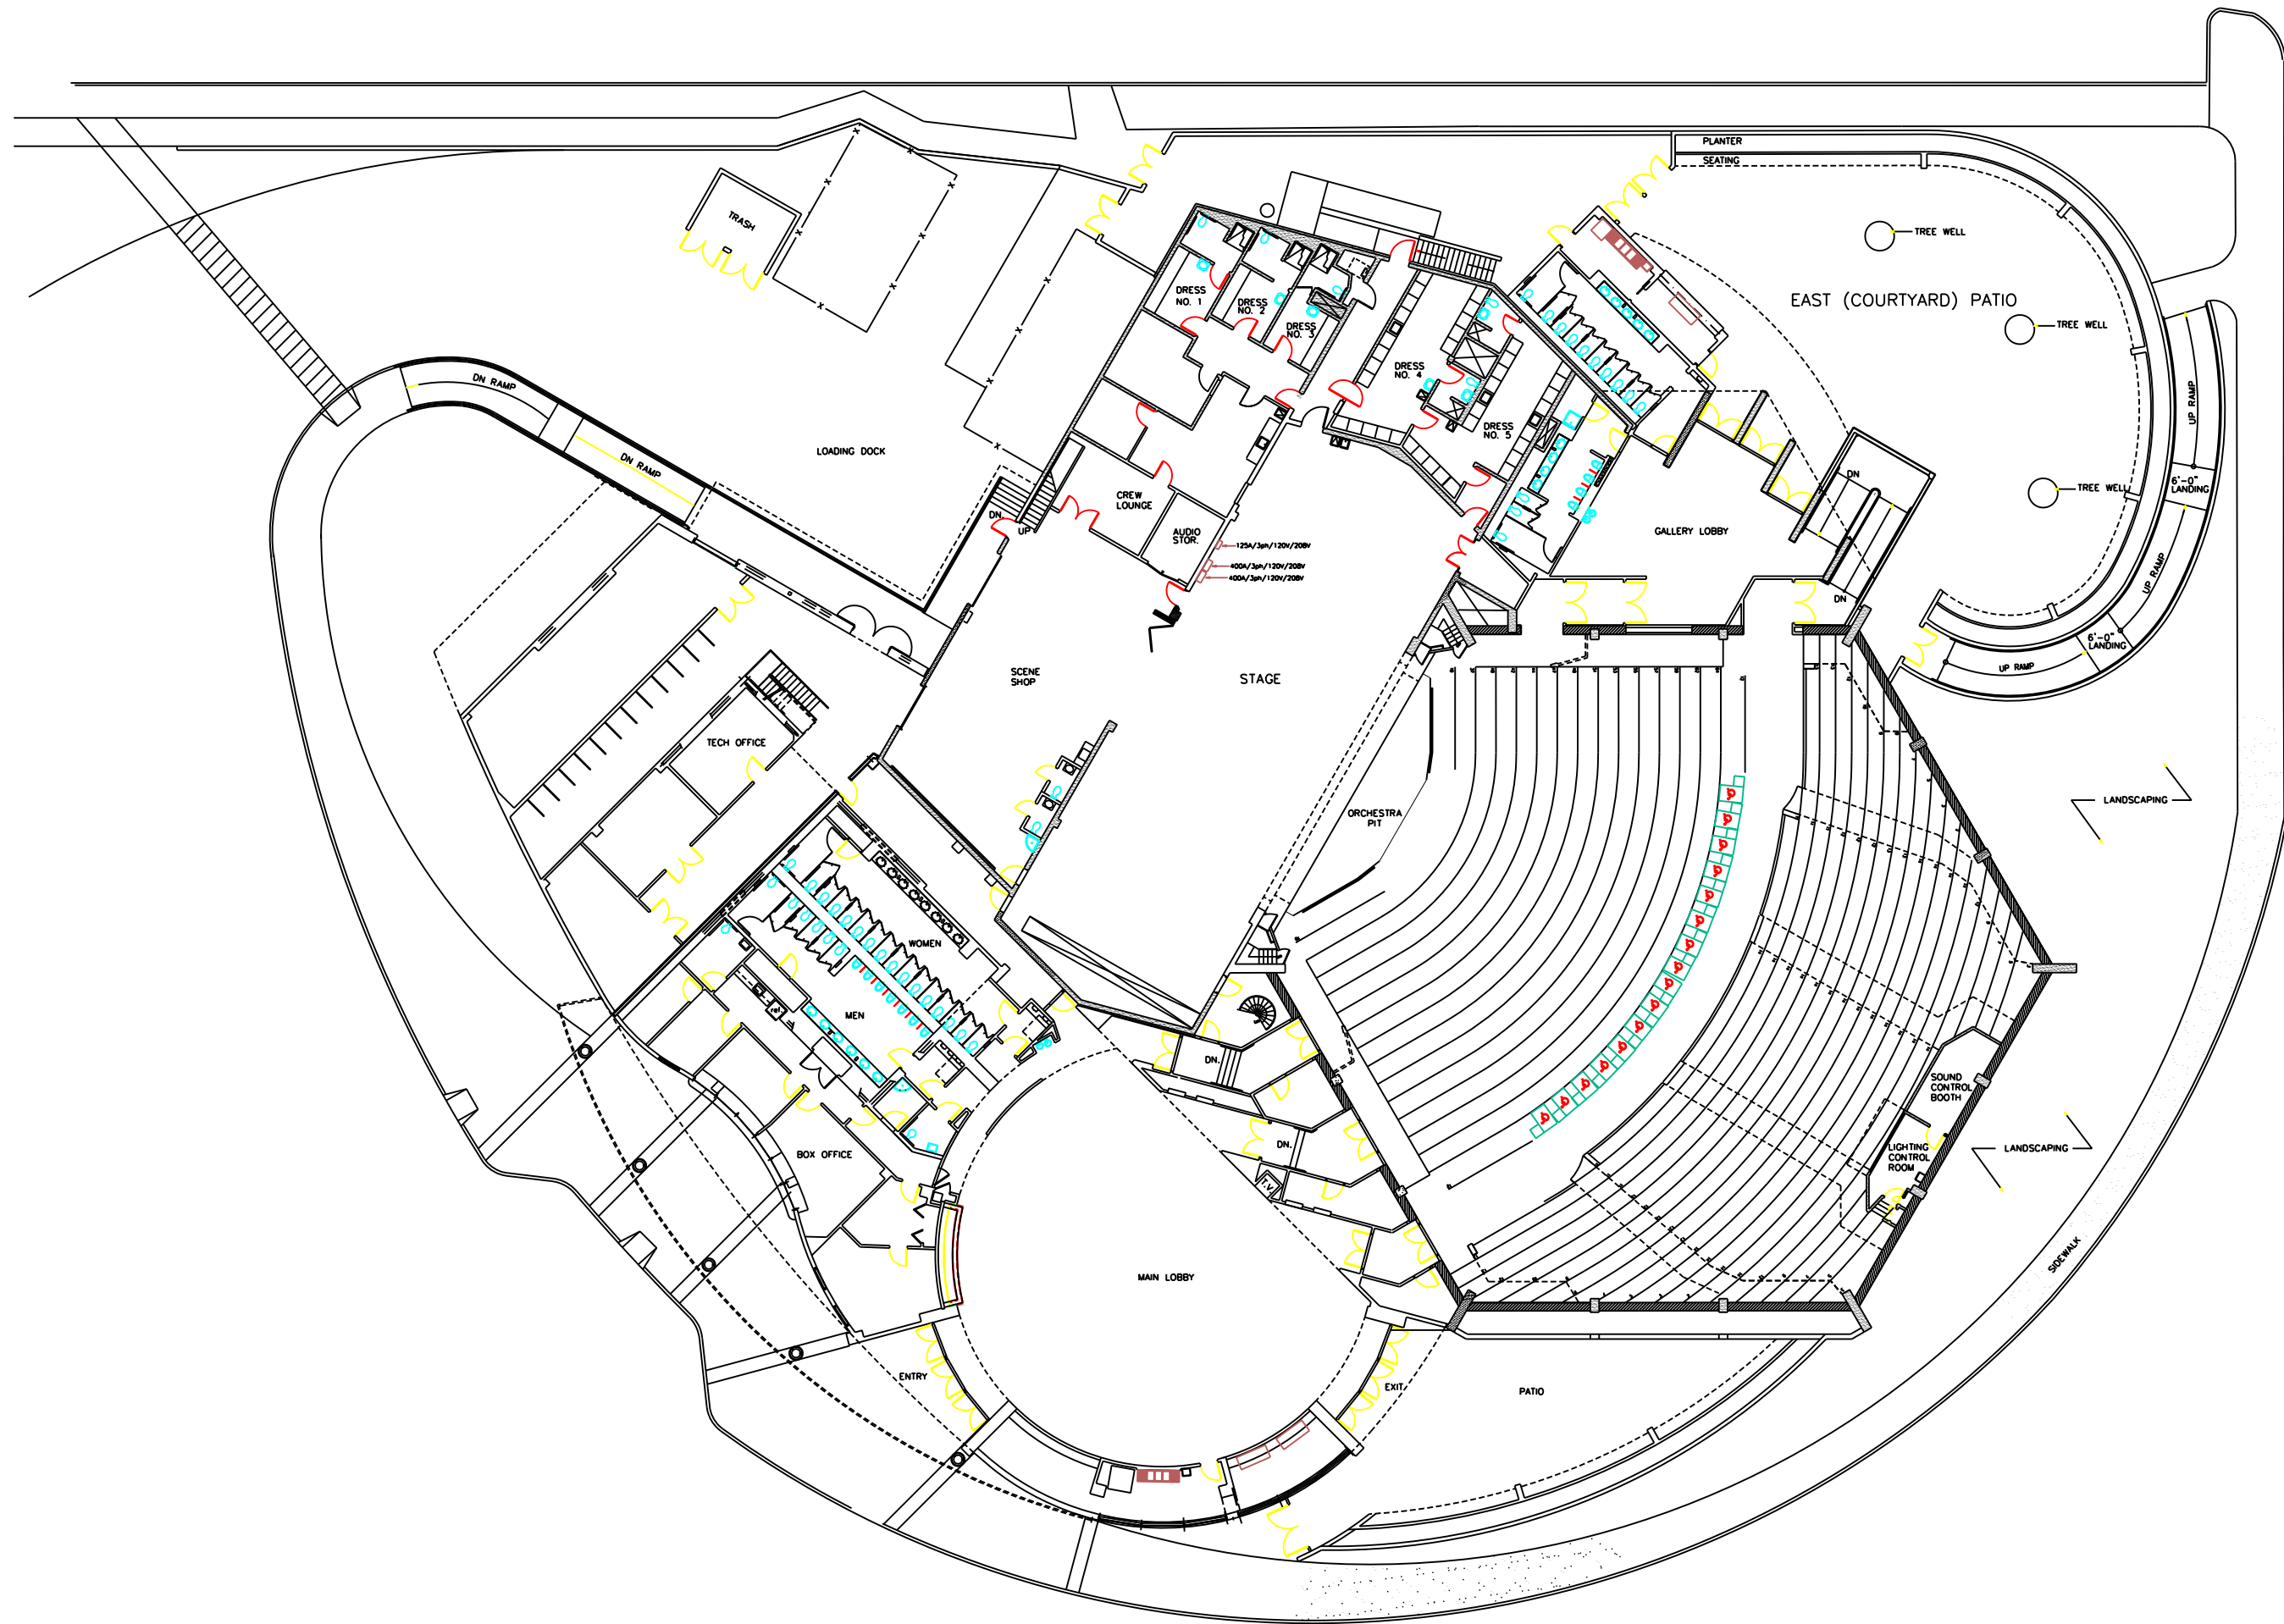 PLANTER
SEATING
TRASH
TREE WELL
EAST (COURTYARD) PATIO
TREE WELL
TREE WELL
DRESS
NO. 1
DRESS
NO. 2
DRESS
NO. 3
DRESS
NO. 4
DRESS
NO. 5
DN RAMP
DN RAMP
LOADING DOCK
UP RAMP
6'-0"
LANDING
UP RAMP
6'-0"
LANDING
UP RAMP
CREW
LOUNGE
AUDIO
STOR.
DN.
UP
125A/3ph/120V/208V
400A/3ph/120V/208V
400A/3ph/120V/208V
GALLERY LOBBY
DN
DN
SCENE
SHOP
STAGE
TECH OFFICE
ORCHESTRA
PIT
LANDSCAPING
WOMEN
MEN
ref.
DN.
DN.
T.V.
BOX OFFICE
SOUND
CONTROL
BOOTH
LIGHTING
CONTROL
ROOM
LANDSCAPING
SIDEWALK
MAIN LOBBY
ENTRY
EXIT
PATIO